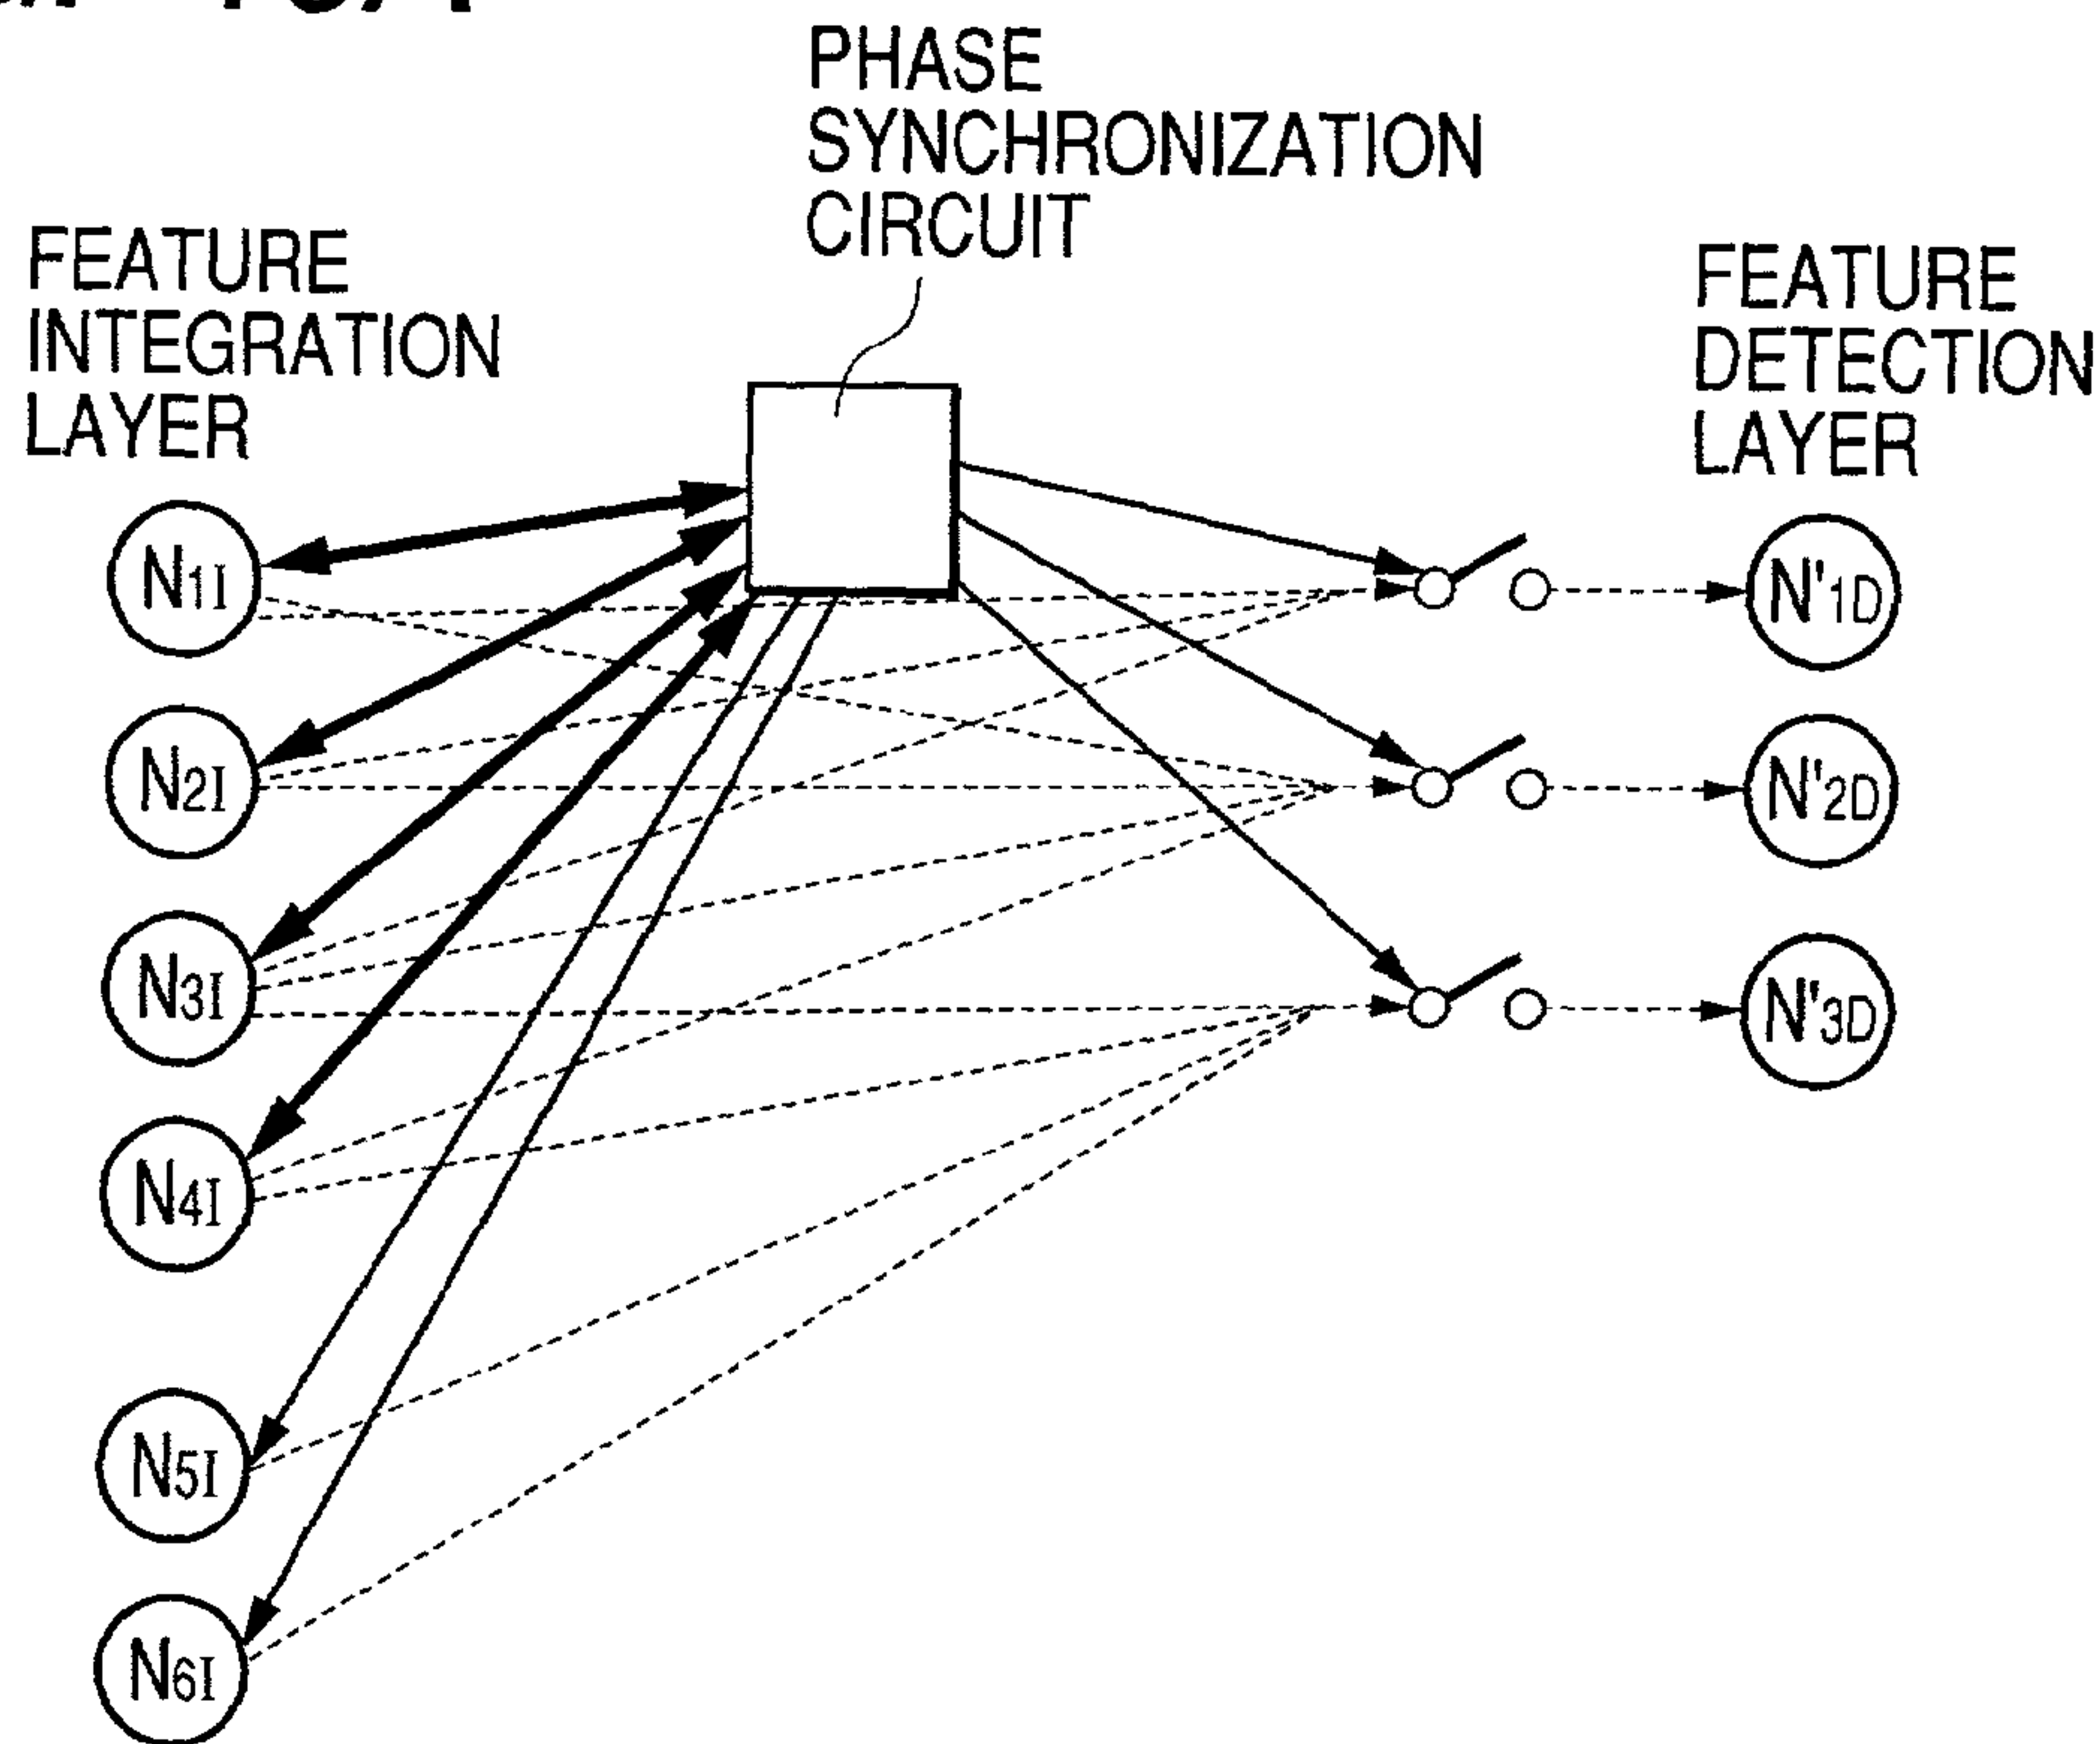 PHASE
SYNCHRONIZATION
CIRCUIT
FEATURE
INTEGRATION
LAYER
FEATURE
DETECTION
LAYER
N1I
N'1D
N2I
N'2D
N3I
N'3D
N4I
N5I
N6I